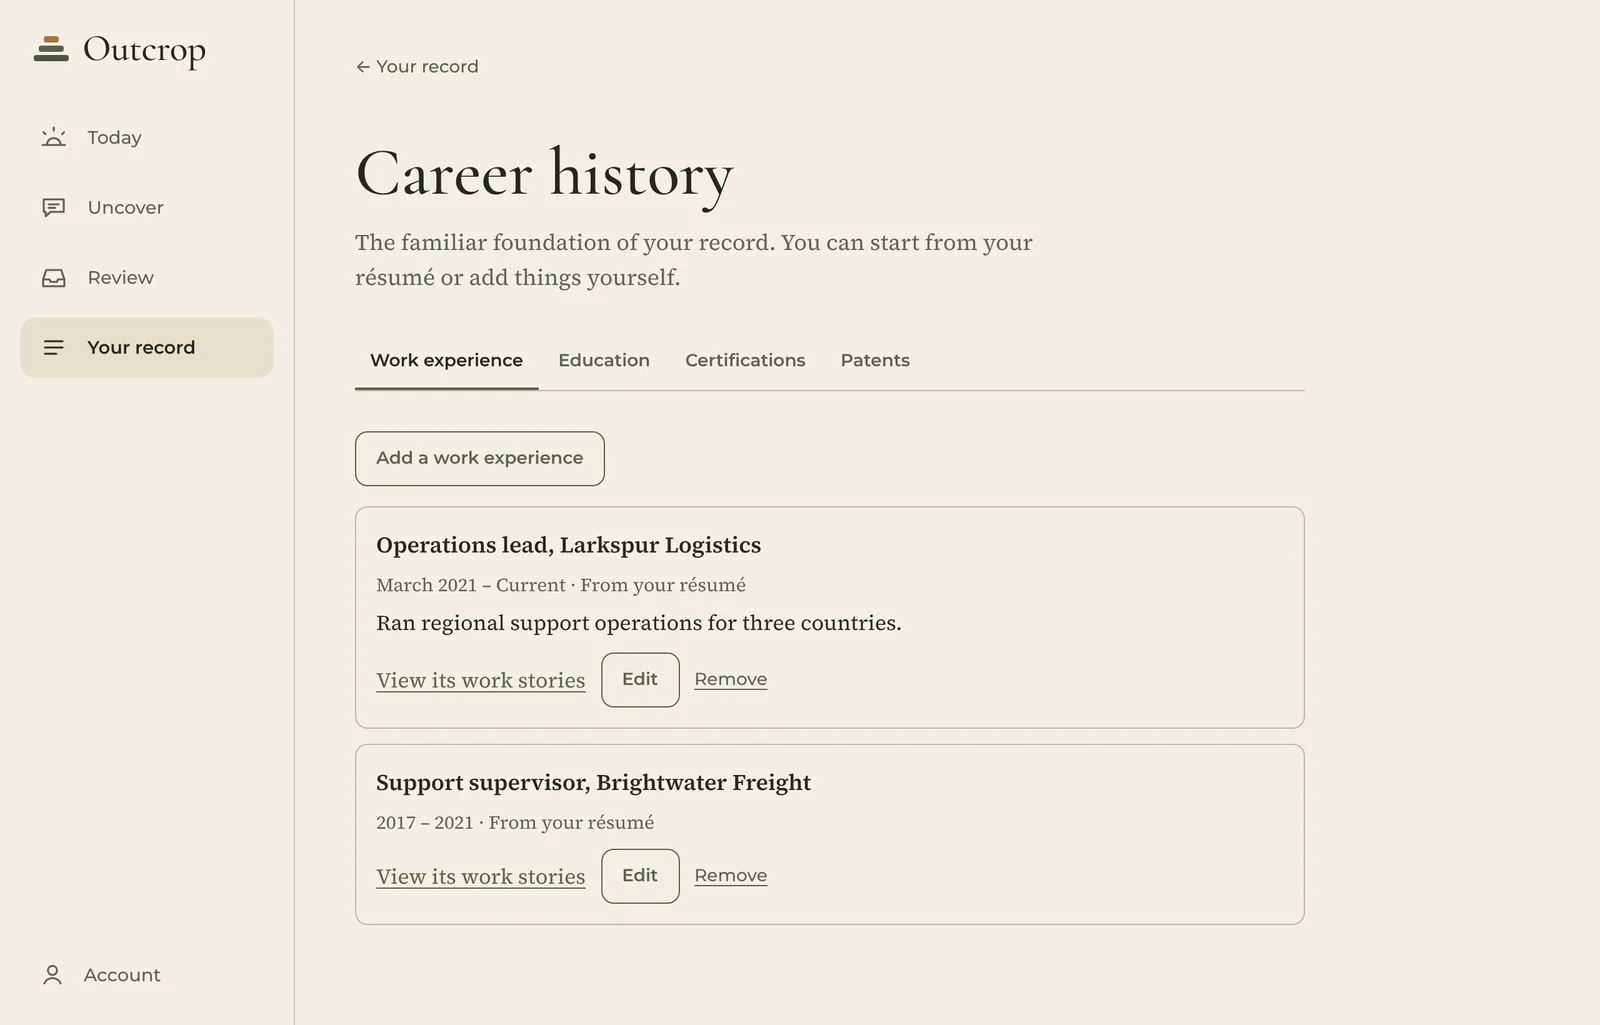 Outcrop
Today
Uncover
Review
Your record
Account
← Your record
Career history
The familiar foundation of your record. You can start from your
résumé or add things yourself.
Work experience Education Certifications Patents
Add a work experience
Operations lead, Larkspur Logistics
March 2021 – Current · From your résumé
Ran regional support operations for three countries.
View its work stories Edit Remove
Support supervisor, Brightwater Freight
2017 – 2021 · From your résumé
View its work stories Edit Remove